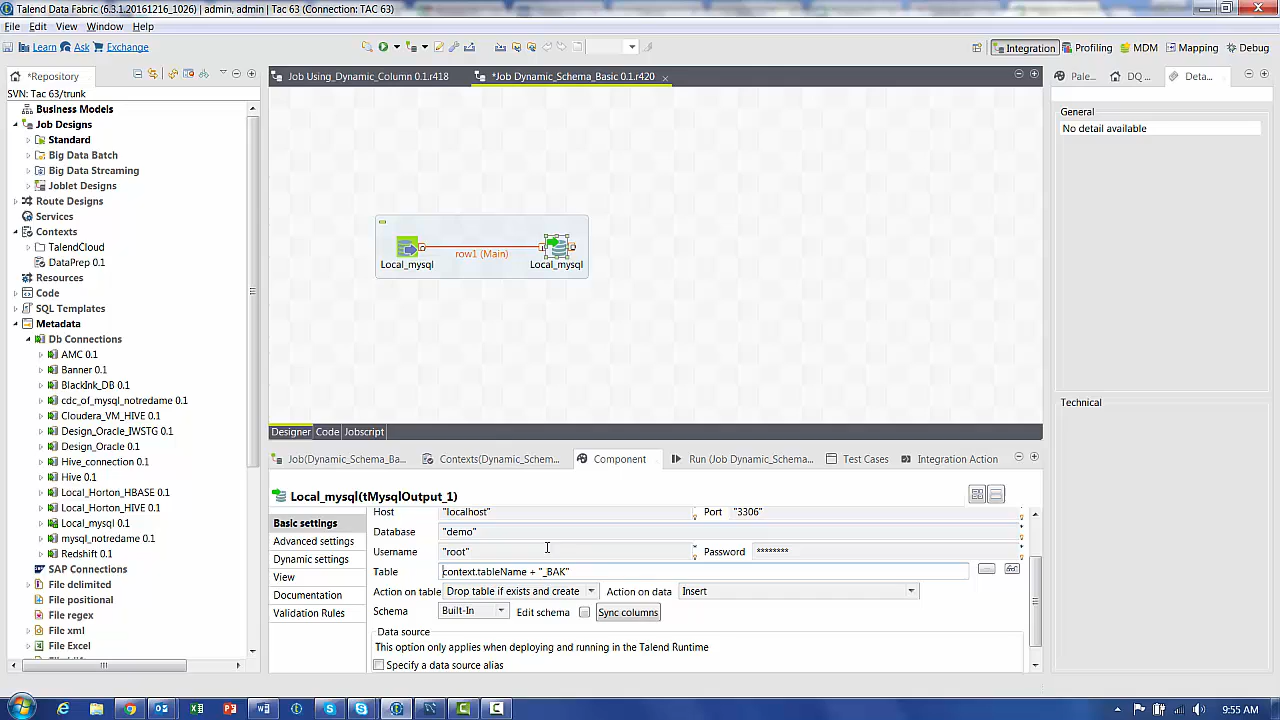 Talend Data Fabric (6.3.1.20161216_1026) | admin, admin | Tac 63 (Connection: TAC 63)
File Edit View Window Help
Learn Ask Exchange
Integration Profiling MDM Mapping Debug
*Repository
Job Using_Dynamic_Column 0.1.r418
*Job Dynamic_Schema_Basic 0.1.r420
Pale... DQ ... Deta...
SVN: Tac 63/trunk
Business Models
Job Designs
Standard
Big Data Batch
Big Data Streaming
Joblet Designs
Route Designs
Services
Contexts
TalendCloud
DataPrep 0.1
Resources
Code
SQL Templates
Metadata
Db Connections
AMC 0.1
Banner 0.1
BlackInk_DB 0.1
cdc_of_mysql_notredame 0.1
Cloudera_VM_HIVE 0.1
Design_Oracle_IWSTG 0.1
Design_Oracle 0.1
Hive_connection 0.1
Hive 0.1
Local_Horton_HBASE 0.1
Local_Horton_HIVE 0.1
Local_mysql 0.1
mysql_notredame 0.1
Redshift 0.1
SAP Connections
File delimited
File positional
File regex
File xml
File Excel
Local_mysql
row1 (Main)
Local_mysql
Designer Code Jobscript
General
No detail available
Technical
Job(Dynamic_Schema_Ba... Contexts(Dynamic_Schem... Component Run (Job Dynamic_Schema... Test Cases Integration Action
Local_mysql(tMysqlOutput_1)
Basic settings
Advanced settings
Dynamic settings
View
Documentation
Validation Rules
Host "localhost" Port "3306"
Database "demo"
Username "root" Password ********
Table context.tableName + "_BAK"
Action on table Drop table if exists and create Action on data Insert
Schema Built-In Edit schema Sync columns
Data source
This option only applies when deploying and running in the Talend Runtime
Specify a data source alias
9:55 AM